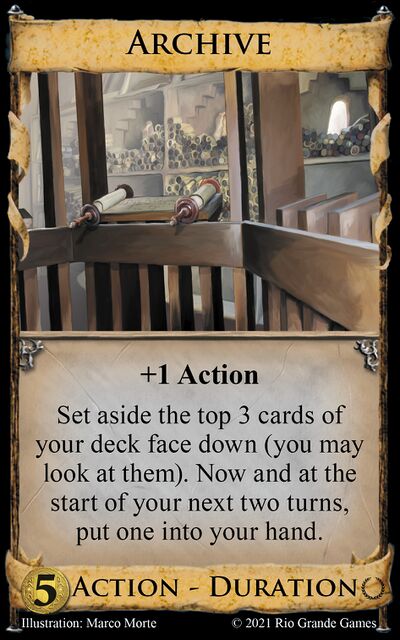 ARCHIVE
+1 Action
Set aside the top 3 cards of
your deck face down (you may
look at them). Now and at the
start of your next two turns,
put one into your hand.
5 ACTION - DURATION
Illustration: Marco Morte © 2021 Rio Grande Games